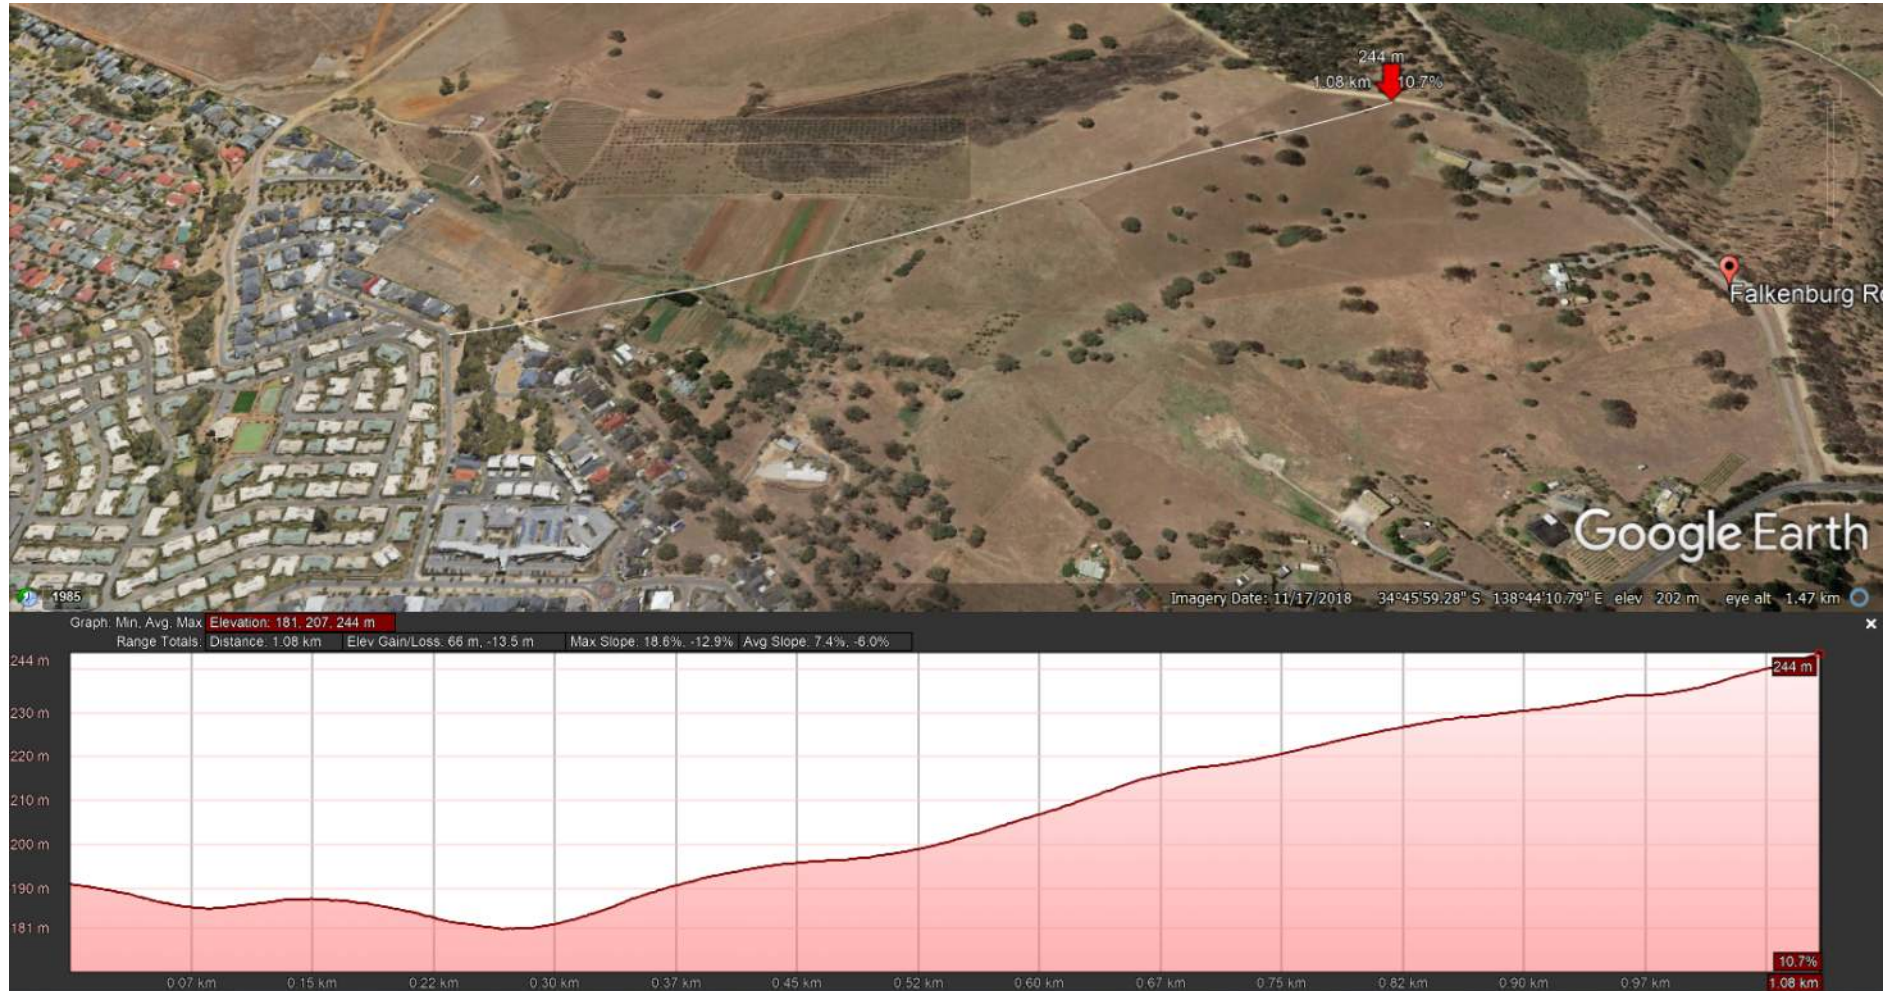 244 m
1.08 km 10.7%
Falkenburg Ro
Google Earth
1985
Imagery Date: 11/17/2018 34°45'59.28" S 138°44'10.79" E elev 202 m eye alt 1.47 km
Graph: Min, Avg, Max Elevation: 181, 207, 244 m
Range Totals: Distance: 1.08 km Elev Gain/Loss: 66 m, -13.5 m Max Slope: 18.6%, -12.9% Avg Slope: 7.4%, -6.0%
244 m
244 m
230 m
220 m
210 m
200 m
190 m
181 m
10.7%
0.07 km 0.15 km 0.22 km 0.30 km 0.37 km 0.45 km 0.52 km 0.60 km 0.67 km 0.75 km 0.82 km 0.90 km 0.97 km 1.08 km